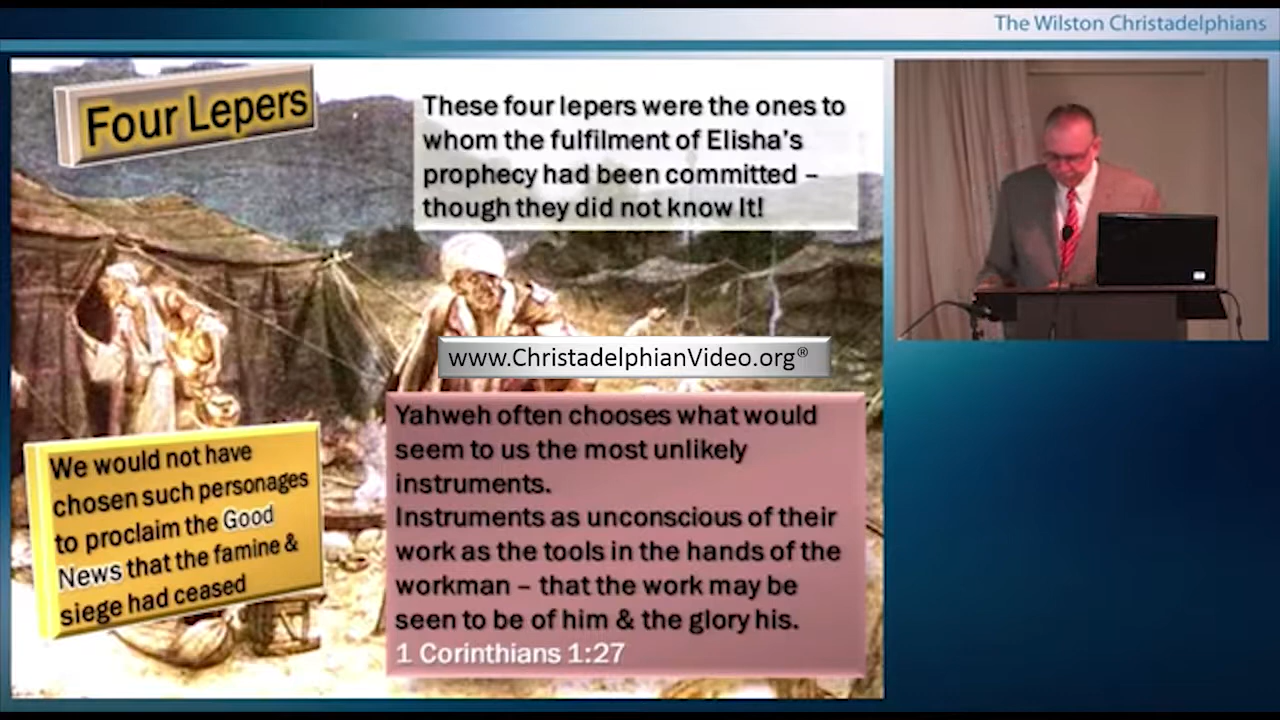 The Wilston Christadelphians
Four Lepers
These four lepers were the ones to
whom the fulfilment of Elisha's
prophecy had been committed –
though they did not know It!
www.ChristadelphianVideo.org®
We would not have
chosen such personages
to proclaim the Good
News that the famine &
siege had ceased
Yahweh often chooses what would
seem to us the most unlikely
instruments.
Instruments as unconscious of their
work as the tools in the hands of the
workman – that the work may be
seen to be of him & the glory his.
1 Corinthians 1:27